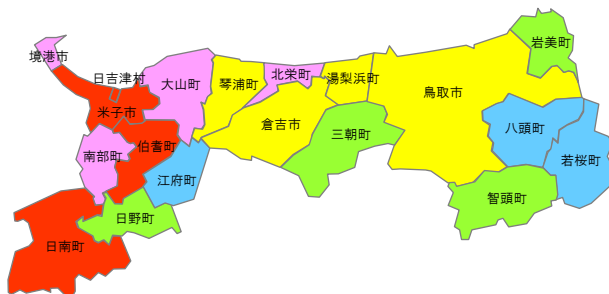 岩美町
境港市
日吉津村
大山町
琴浦町
北栄町
湯梨浜町
鳥取市
米子市
倉吉市
三朝町
八頭町
伯耆町
南部町
若桜町
江府町
智頭町
日野町
日南町